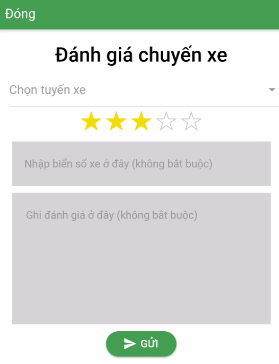 Đóng
Đánh giá chuyến xe
Chọn tuyến xe
Nhập biển số xe ở đây (không bắt buộc)
Ghi đánh giá ở đây (không bắt buộc)
GỬI